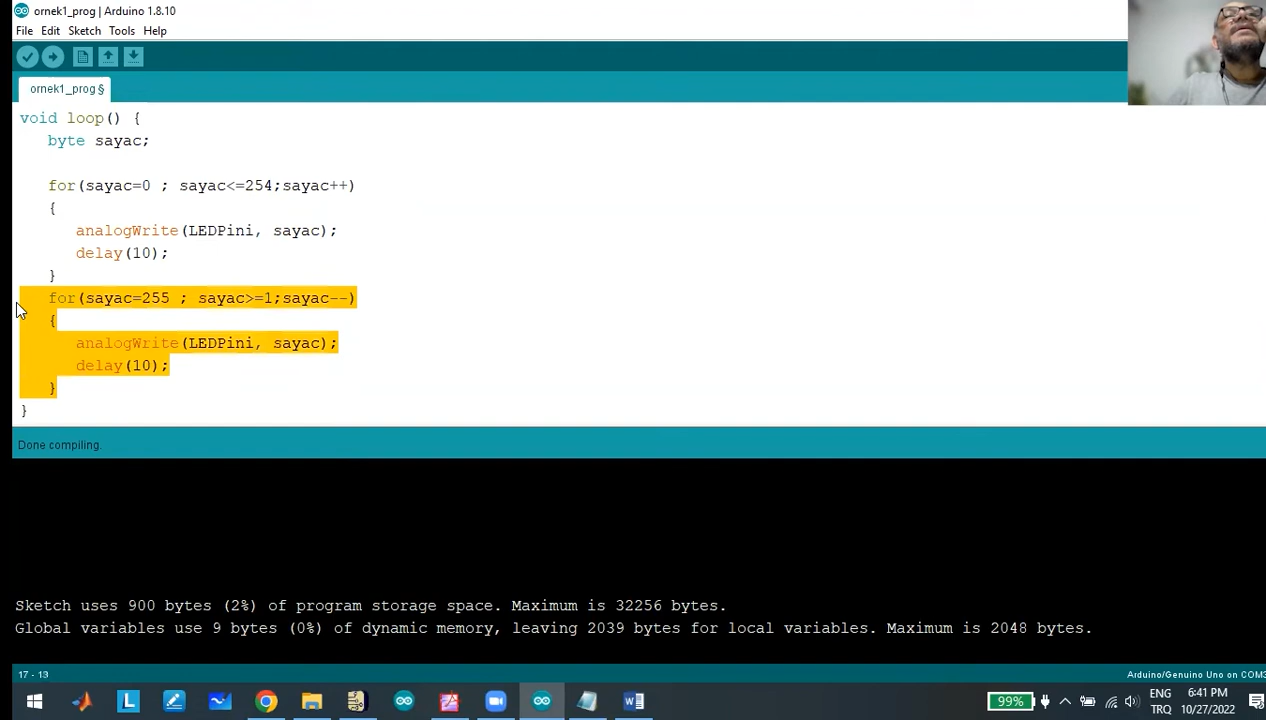 ornek1_prog | Arduino 1.8.10
File Edit Sketch Tools Help
ornek1_prog §
void loop() {
byte sayac;
for(sayac=0 ; sayac<=254;sayac++)
{
analogWrite(LEDPini, sayac);
delay(10);
}
for(sayac=255 ; sayac>=1;sayac--)
{
analogWrite(LEDPini, sayac);
delay(10);
}
}
Done compiling.
Sketch uses 900 bytes (2%) of program storage space. Maximum is 32256 bytes.
Global variables use 9 bytes (0%) of dynamic memory, leaving 2039 bytes for local variables. Maximum is 2048 bytes.
17 - 13
Arduino/Genuino Uno on COM3
99%
ENG
TRQ
6:41 PM
10/27/2022